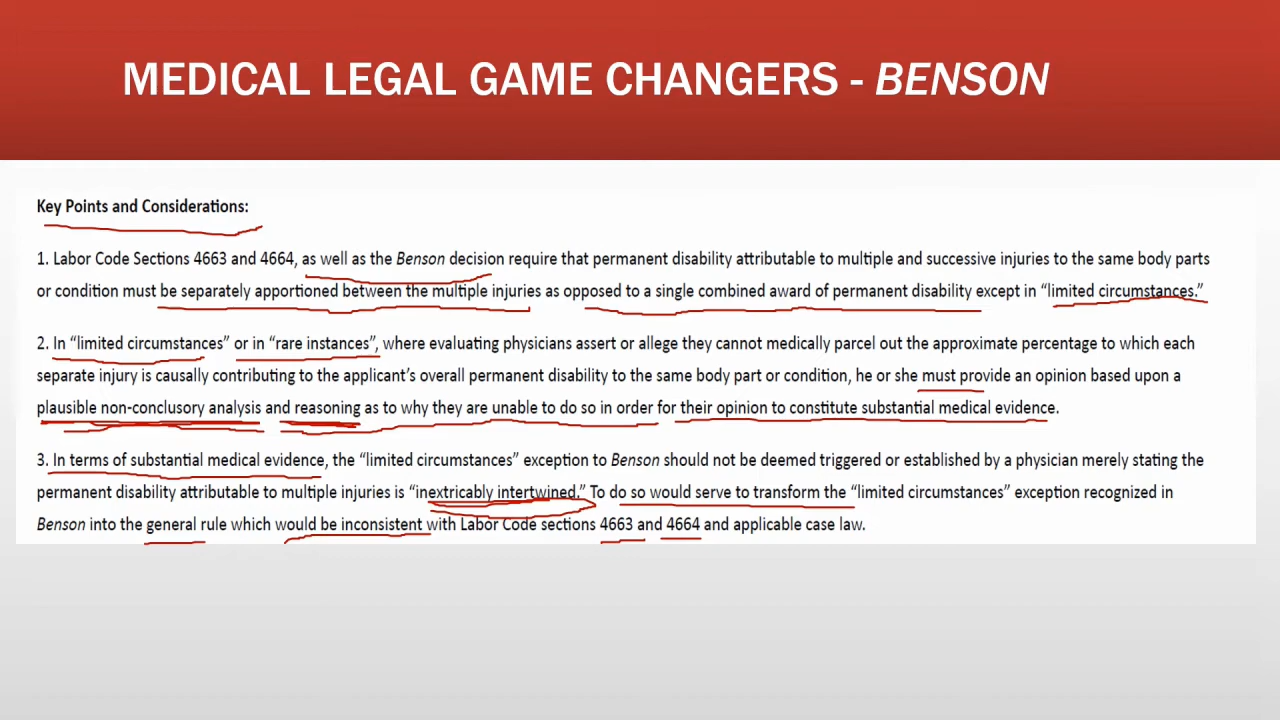 MEDICAL LEGAL GAME CHANGERS - BENSON
Key Points and Considerations:
1. Labor Code Sections 4663 and 4664, as well as the Benson decision require that permanent disability attributable to multiple and successive injuries to the same body parts
or condition must be separately apportioned between the multiple injuries as opposed to a single combined award of permanent disability except in “limited circumstances.”
2. In “limited circumstances” or in “rare instances”, where evaluating physicians assert or allege they cannot medically parcel out the approximate percentage to which each
separate injury is causally contributing to the applicant’s overall permanent disability to the same body part or condition, he or she must provide an opinion based upon a
plausible non-conclusory analysis and reasoning as to why they are unable to do so in order for their opinion to constitute substantial medical evidence.
3. In terms of substantial medical evidence, the “limited circumstances” exception to Benson should not be deemed triggered or established by a physician merely stating the
permanent disability attributable to multiple injuries is “inextricably intertwined.” To do so would serve to transform the “limited circumstances” exception recognized in
Benson into the general rule which would be inconsistent with Labor Code sections 4663 and 4664 and applicable case law.